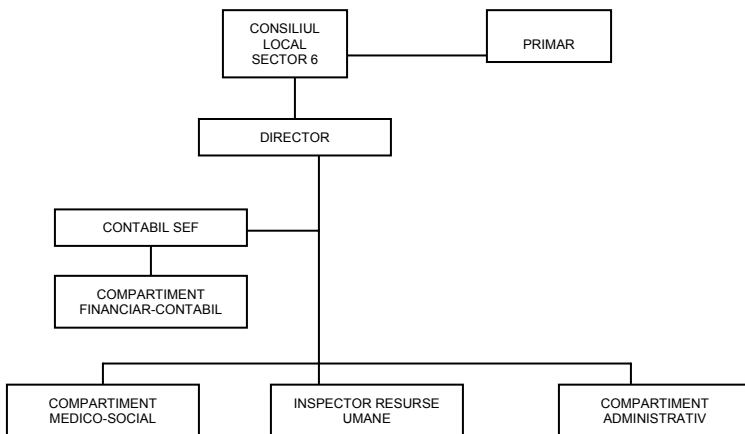 CONSILIUL
LOCAL
SECTOR 6
PRIMAR
DIRECTOR
CONTABIL SEF
COMPARTIMENT
FINANCIAR-CONTABIL
COMPARTIMENT
MEDICO-SOCIAL
INSPECTOR RESURSE
UMANE
COMPARTIMENT
ADMINISTRATIV